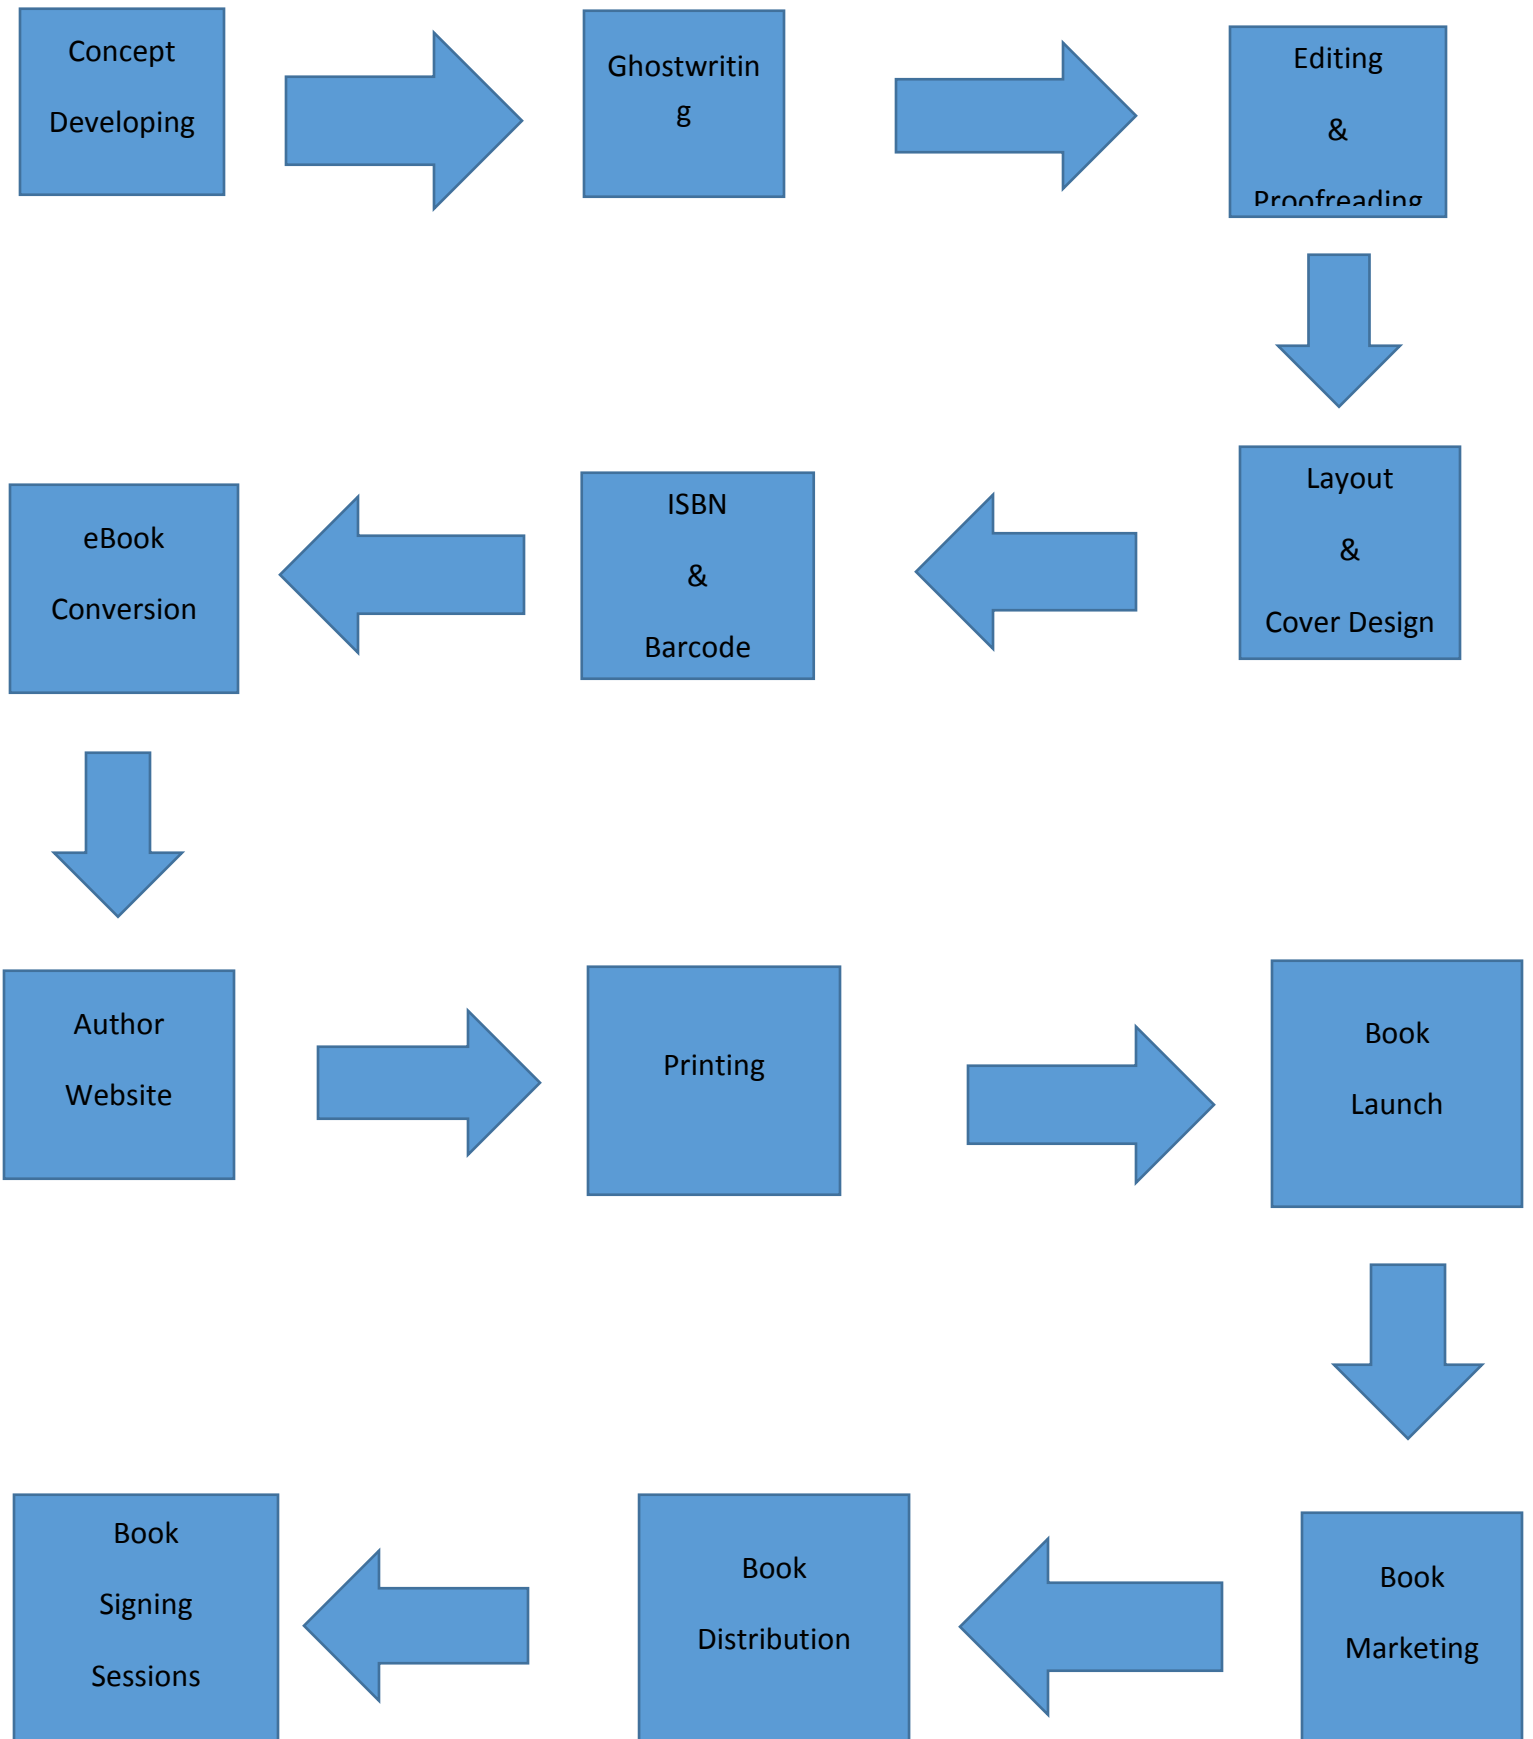 Concept
Developing
Ghostwritin
g
Editing
&
Proofreading
Layout
&
Cover Design
ISBN
&
Barcode
eBook
Conversion
Author
Website
Printing
Book
Launch
Book
Marketing
Book
Distribution
Book
Signing
Sessions